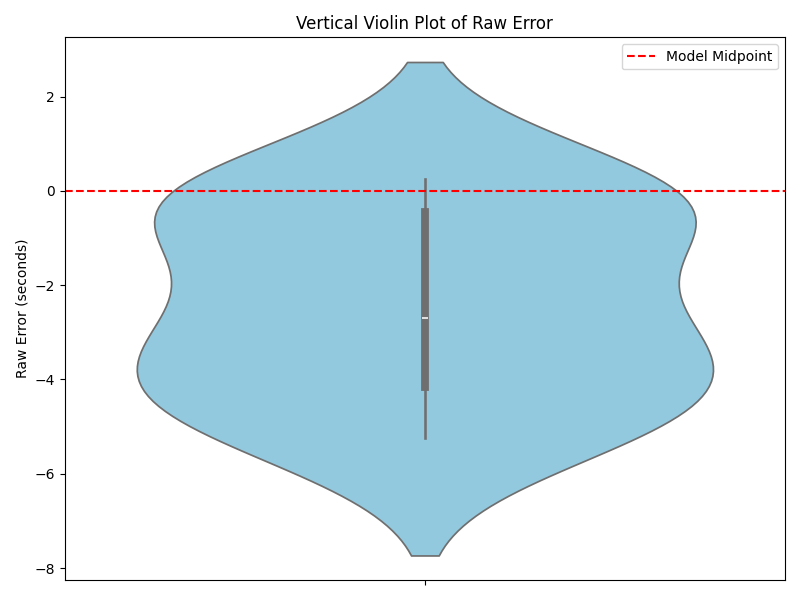 Vertical Violin Plot of Raw Error
Model Midpoint
Raw Error (seconds)
2
0
−2
−4
−6
−8